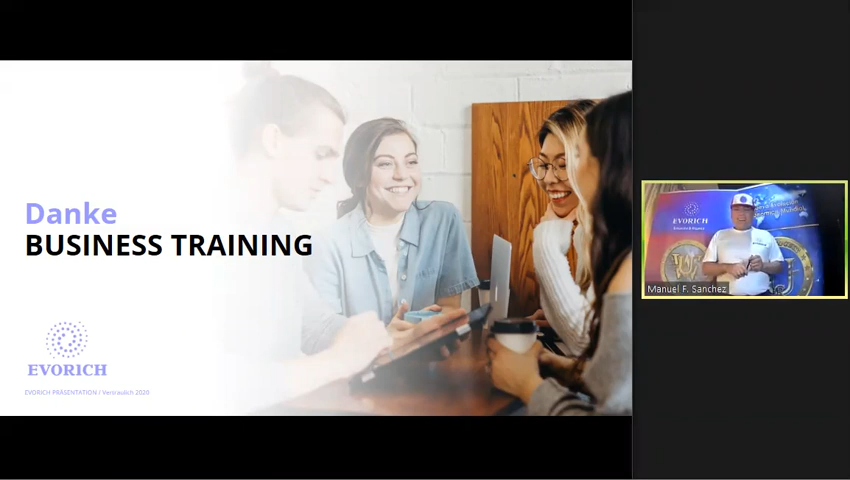 Danke
BUSINESS TRAINING
EVORICH
EVORICH PRÄSENTATION / Vertraulich 2020
EVORICH
Manuel F. Sanchez